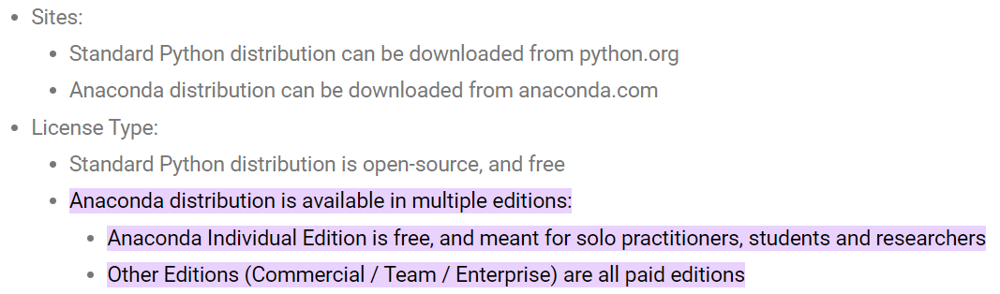 Sites:
Standard Python distribution can be downloaded from python.org
Anaconda distribution can be downloaded from anaconda.com
License Type:
Standard Python distribution is open-source, and free
Anaconda distribution is available in multiple editions:
Anaconda Individual Edition is free, and meant for solo practitioners, students and researchers
Other Editions (Commercial / Team / Enterprise) are all paid editions